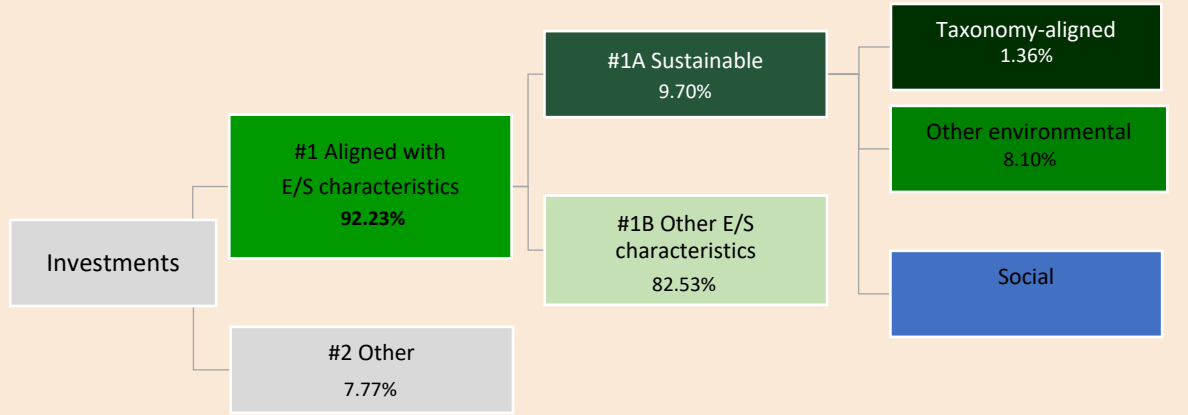 Investments
#1 Aligned with
E/S characteristics
92.23%
#2 Other
7.77%
#1A Sustainable
9.70%
#1B Other E/S
characteristics
82.53%
Taxonomy-aligned
1.36%
Other environmental
8.10%
Social